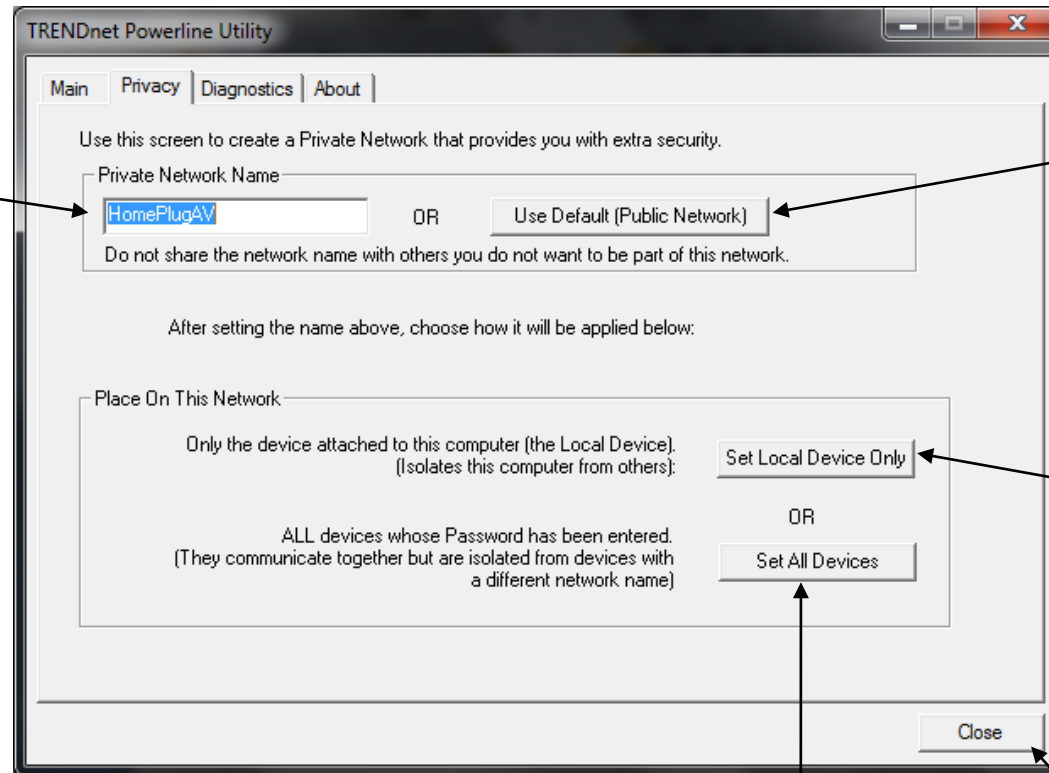 TRENDnet Powerline Utility
Main Privacy Diagnostics About
Use this screen to create a Private Network that provides you with extra security.
Private Network Name
HomePlugAV OR Use Default (Public Network)
Do not share the network name with others you do not want to be part of this network.
After setting the name above, choose how it will be applied below:
Place On This Network
Only the device attached to this computer (the Local Device).
(Isolates this computer from others): Set Local Device Only
OR
ALL devices whose Password has been entered.
(They communicate together but are isolated from devices with
a different network name) Set All Devices
Close